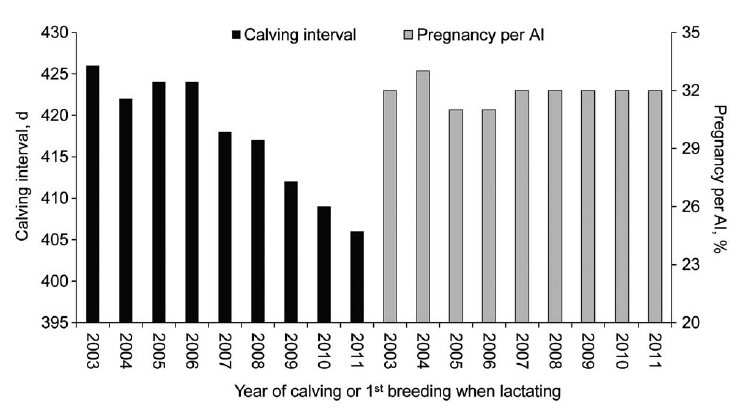 430 ■ Calving interval ■ Pregnancy per AI 35
425
420
415
410
405
400
395
32
29
26
23
20
Calving interval, d
Pregnancy per AI, %
2003 2004 2005 2006 2007 2008 2009 2010 2011 2003 2004 2005 2006 2007 2008 2009 2010 2011
Year of calving or 1st breeding when lactating